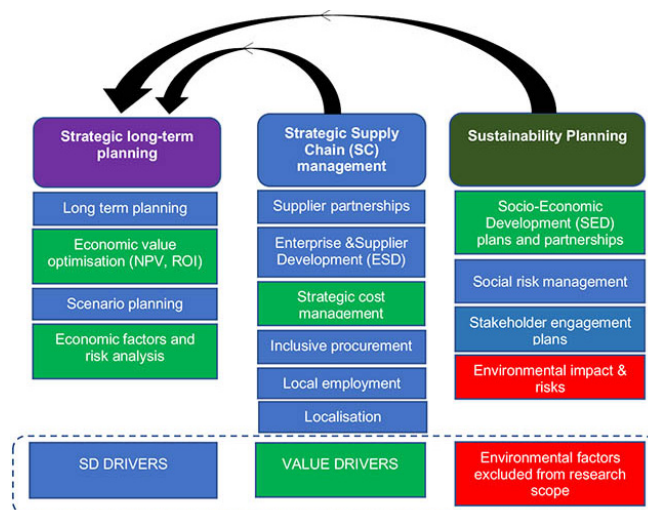 Strategic long-term
planning
Long term planning
Economic value
optimisation (NPV, ROI)
Scenario planning
Economic factors and
risk analysis
Strategic Supply
Chain (SC)
management
Supplier partnerships
Enterprise &Supplier
Development (ESD)
Strategic cost
management
Inclusive procurement
Local employment
Localisation
Sustainability Planning
Socio-Economic
Development (SED)
plans and partnerships
Social risk management
Stakeholder engagement
plans
Environmental impact &
risks
SD DRIVERS
VALUE DRIVERS
Environmental factors
excluded from research
scope